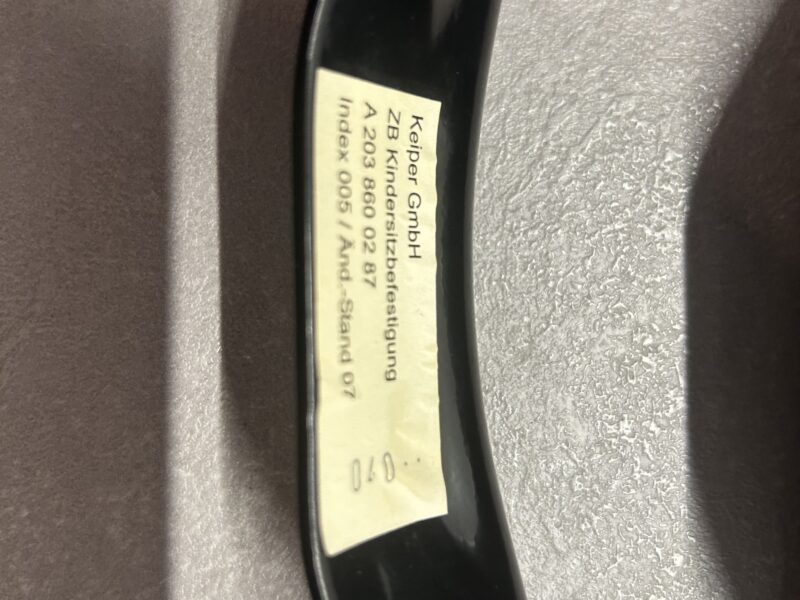 Keiper GmbH
ZB Kindersitzbefestigung
A 203 860 02 87
Index 005 / Änd.-Stand 07